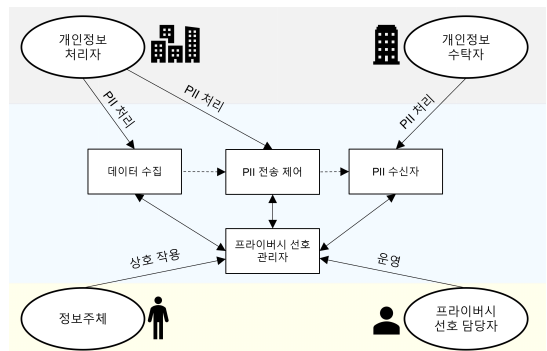 개인정보
처리자
개인정보
수탁자
PII 처리
PII 처리
PII 처리
데이터 수집
PII 전송 제어
PII 수신자
프라이버시 선호
관리자
상호 작용
운영
정보주체
프라이버시
선호 담당자